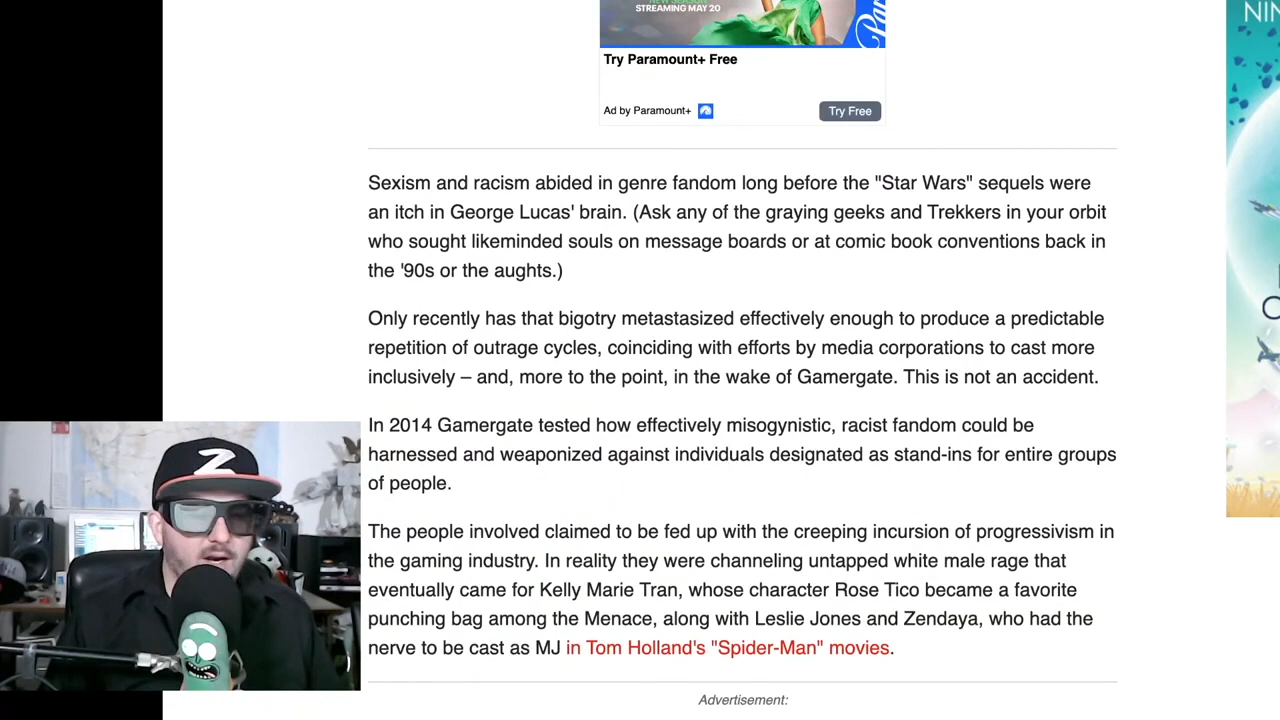 NEW SEASON
STREAMING MAY 20
Par
NIN
Try Paramount+ Free
Ad by Paramount+
Try Free
Sexism and racism abided in genre fandom long before the "Star Wars" sequels were
an itch in George Lucas' brain. (Ask any of the graying geeks and Trekkers in your orbit
who sought likeminded souls on message boards or at comic book conventions back in
the '90s or the aughts.)
Only recently has that bigotry metastasized effectively enough to produce a predictable
repetition of outrage cycles, coinciding with efforts by media corporations to cast more
inclusively – and, more to the point, in the wake of Gamergate. This is not an accident.
In 2014 Gamergate tested how effectively misogynistic, racist fandom could be
harnessed and weaponized against individuals designated as stand-ins for entire groups
of people.
The people involved claimed to be fed up with the creeping incursion of progressivism in
the gaming industry. In reality they were channeling untapped white male rage that
eventually came for Kelly Marie Tran, whose character Rose Tico became a favorite
punching bag among the Menace, along with Leslie Jones and Zendaya, who had the
nerve to be cast as MJ in Tom Holland's "Spider-Man" movies.
Advertisement: